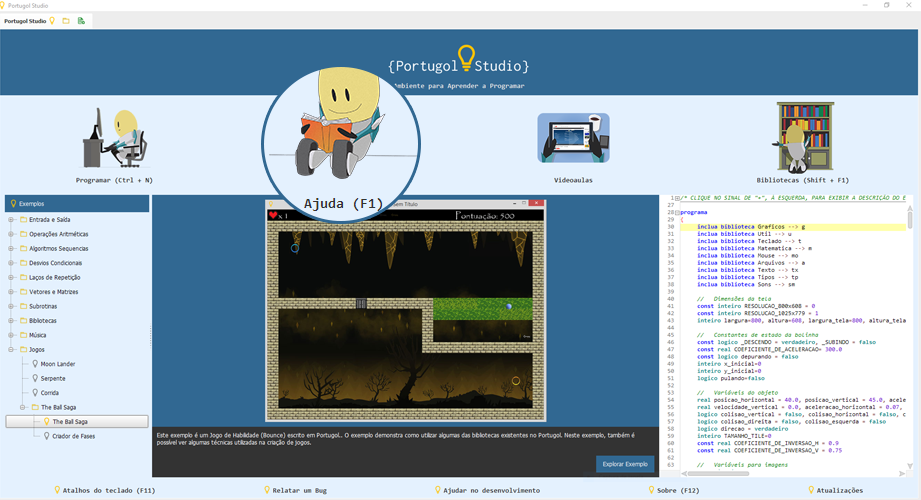 Portugol Studio
Portugol Studio
{Portugol Studio}
Ambiente para Aprender a Programar
Programar (Ctrl + N)
Ajuda (F1)
Videoaulas
Bibliotecas (Shift + F1)
Exemplos
Entrada e Saída
Operações Aritméticas
Algoritmos Sequencias
Desvios Condicionais
Laços de Repetição
Vetores e Matrizes
Subrotinas
Bibliotecas
Música
Jogos
Moon Lander
Serpente
Corrida
The Ball Saga
The Ball Saga
Criador de Fases
Sem Título
x 1
Pontuação: 500
Este exemplo é um Jogo de Habilidade (Bounce) escrito em Portugol. O exemplo demonstra como utilizar algumas das bibliotecas existentes no Portugol. Neste exemplo, também é
possível ver algumas técnicas utilizadas na criação de jogos.
Explorar Exemplo
1 /* CLIQUE NO SINAL DE "+", À ESQUERDA, PARA EXIBIR A DESCRIÇÃO DO E
27
28 programa
29 {
30 inclua biblioteca Graficos --> g
31 inclua biblioteca Util --> u
32 inclua biblioteca Teclado --> t
33 inclua biblioteca Matematica --> m
34 inclua biblioteca Mouse --> mo
35 inclua biblioteca Arquivos --> a
36 inclua biblioteca Texto --> tx
37 inclua biblioteca Tipos --> tp
38 inclua biblioteca Sons --> sm
39
40 // Dimensões da tela
41 const inteiro RESOLUCAO_800x608 = 0
42 const inteiro RESOLUCAO_1025x779 = 1
43 inteiro largura=800, altura=608, largura_tela=800, altura_tela
44
45 // Constantes de estado da bolinha
46 const logico _DESCENDO = verdadeiro, _SUBINDO = falso
47 const real COEFICIENTE_DE_ACELERACAO= 300.0
48 const logico depurando = falso
49 inteiro x_inicial=0
50 inteiro y_inicial=0
51 logico pulando=falso
52
53 // Variáveis do objeto
54 real posicao_horizontal = 40.0, posicao_vertical = 45.0, acele
55 real velocidade_vertical = 0.0, aceleracao_horizontal = 0.07,
56 logico colisao_vertical = falso, colisao_horizontal = falso, c
57 logico colisao_direita = falso, colisao_esquerda = falso
58 logico direcao = verdadeiro
59 inteiro TAMANHO_TILE=0
60 const real COEFICIENTE_DE_INVERSAO_H = 0.9
61 const real COEFICIENTE_DE_INVERSAO_V = 0.75
62
63 // Variáveis para imagens
Atalhos do teclado (F11)
Relatar um Bug
Ajudar no desenvolvimento
Sobre (F12)
Atualizações